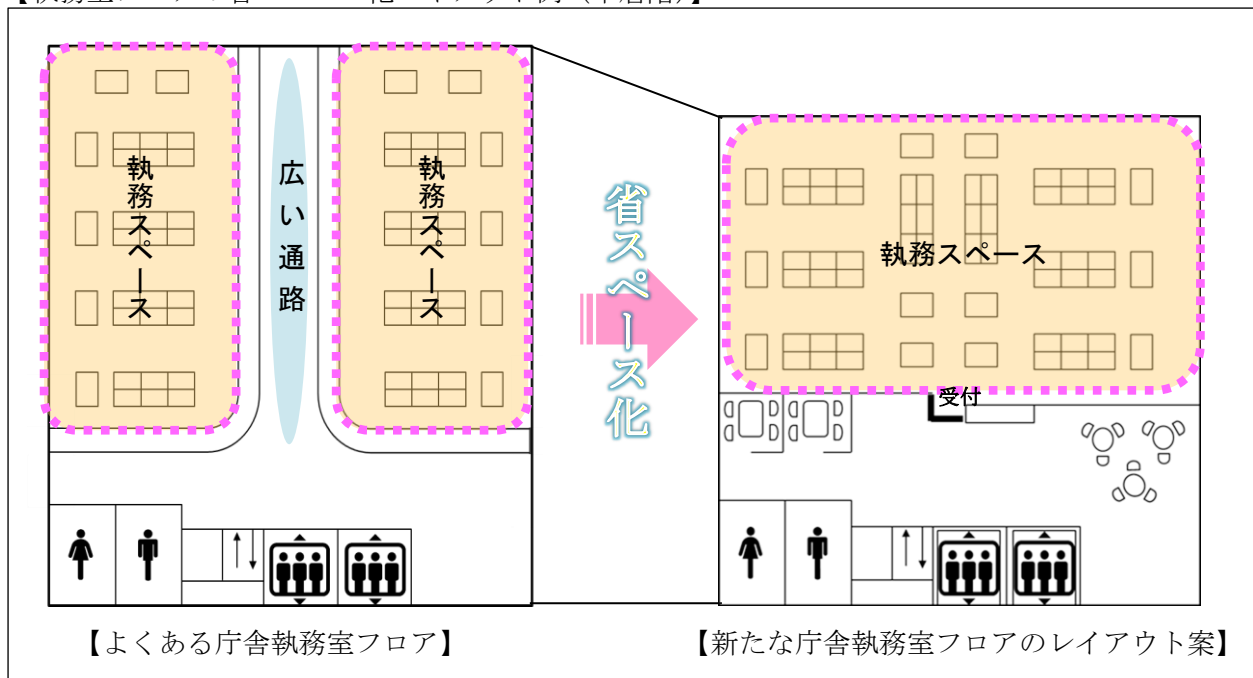 執務スペース
広い通路
執務スペース
省スペース化
執務スペース
受付
【よくある庁舎執務室フロア】
【新たな庁舎執務室フロアのレイアウト案】